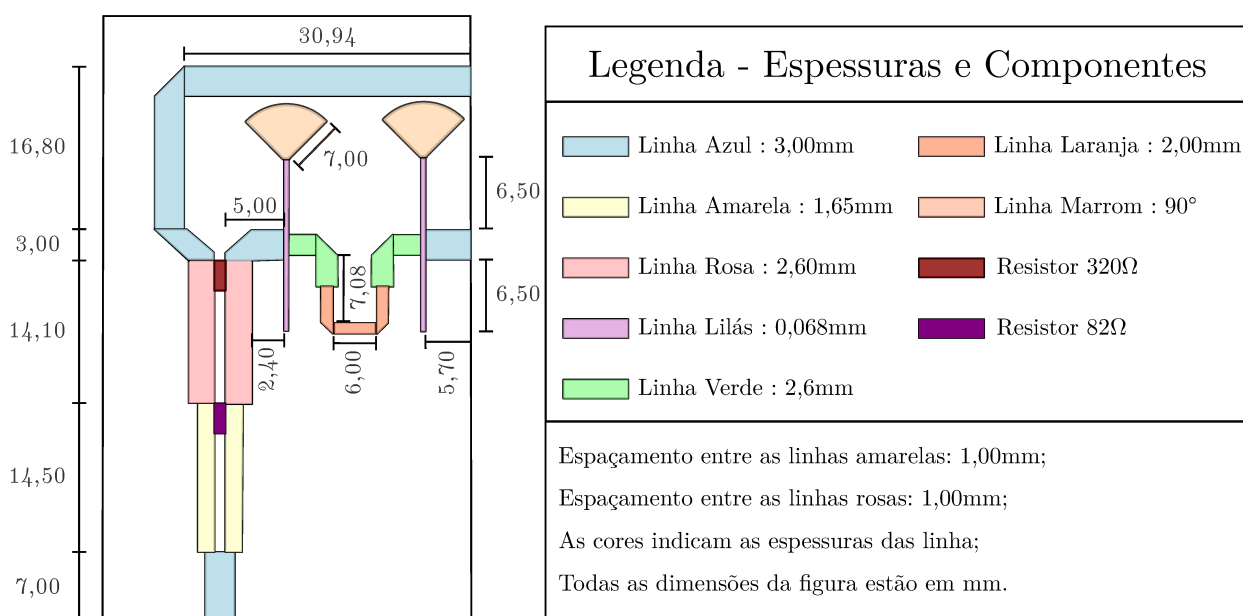 30,94
16,80
7,00
5,00
6,50
3,00
7,08
6,50
14,10
2,40
6,00
5,70
14,50
7,00
Legenda - Espessuras e Componentes
Linha Azul : 3,00mm
Linha Laranja : 2,00mm
Linha Amarela : 1,65mm
Linha Marrom : 90°
Linha Rosa : 2,60mm
Resistor 320Ω
Linha Lilás : 0,068mm
Resistor 82Ω
Linha Verde : 2,6mm
Espaçamento entre as linhas amarelas: 1,00mm;
Espaçamento entre as linhas rosas: 1,00mm;
As cores indicam as espessuras das linha;
Todas as dimensões da figura estão em mm.